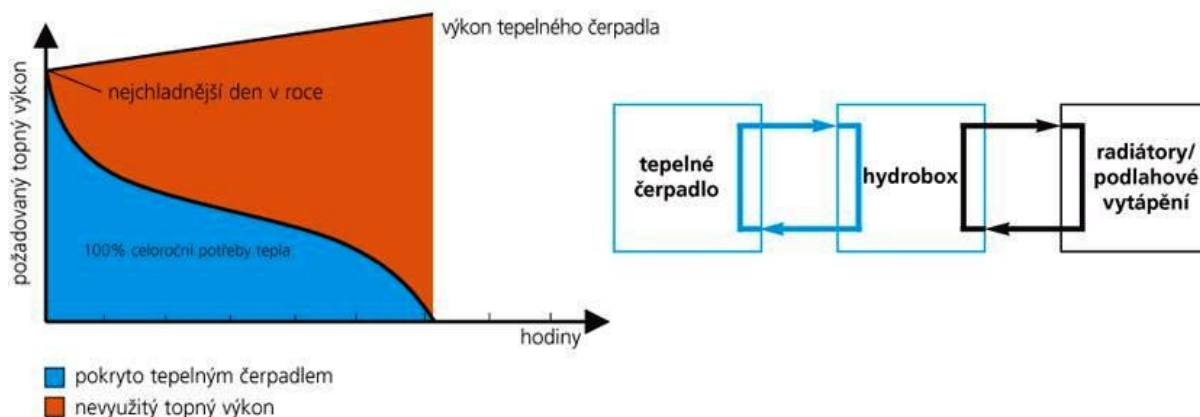 výkon tepelného čerpadla
požadovaný topný výkon
nejchladnější den v roce
100% celoroční potřeby tepla
hodiny
pokryto tepelným čerpadlem
nevyužitý topný výkon
tepelné
čerpadlo
hydrobox
radiátory/
podlahové
vytápění